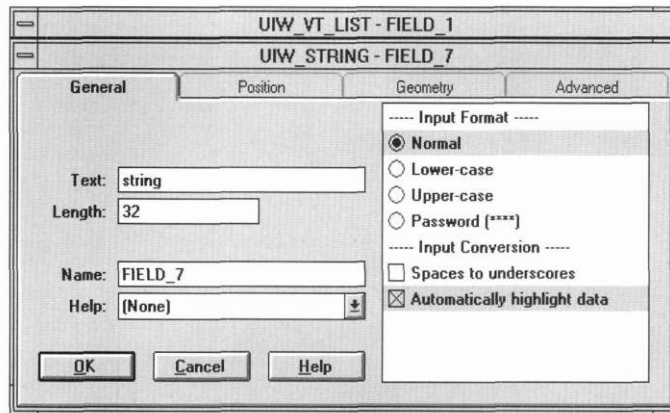 UIW_VT_LIST - FIELD_1
UIW_STRING - FIELD_7
General Position Geometry Advanced
----- Input Format -----
Normal
Lower-case
Upper-case
Password (****)
----- Input Conversion -----
Spaces to underscores
Automatically highlight data
Text: string
Length: 32
Name: FIELD_7
Help: (None)
OK Cancel Help